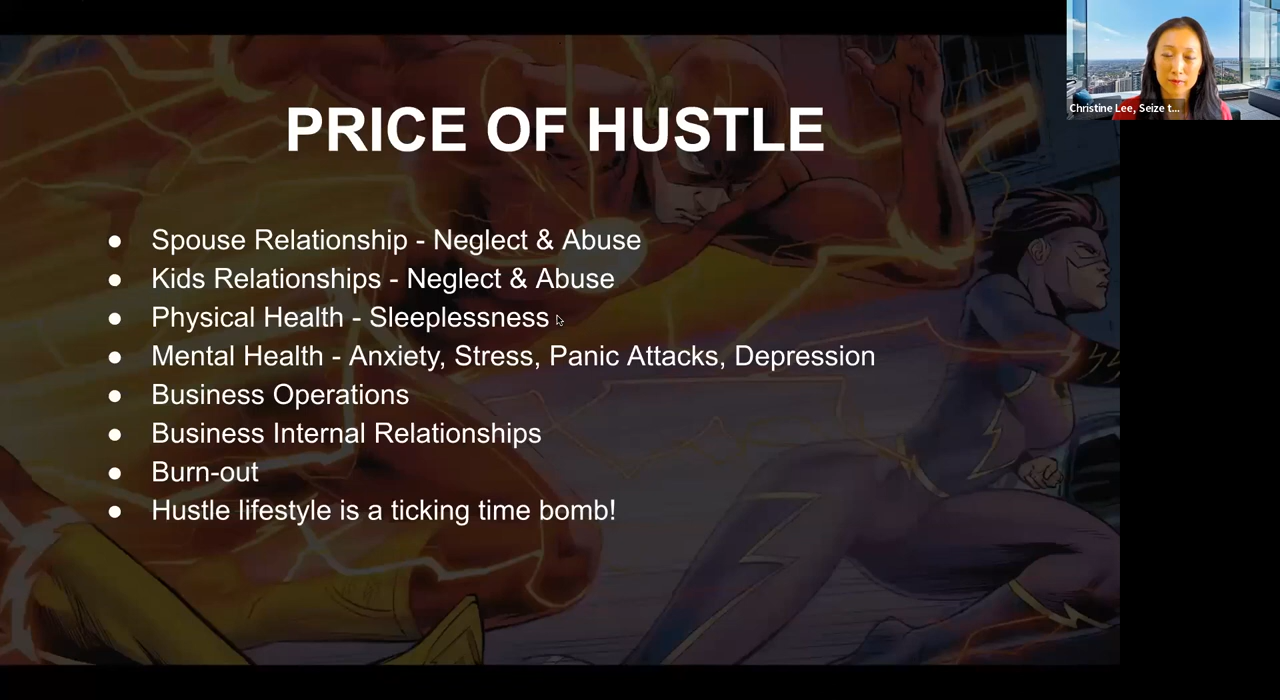 Christine Lee, Seize t...
PRICE OF HUSTLE
● Spouse Relationship - Neglect & Abuse
● Kids Relationships - Neglect & Abuse
● Physical Health - Sleeplessness
● Mental Health - Anxiety, Stress, Panic Attacks, Depression
● Business Operations
● Business Internal Relationships
● Burn-out
● Hustle lifestyle is a ticking time bomb!